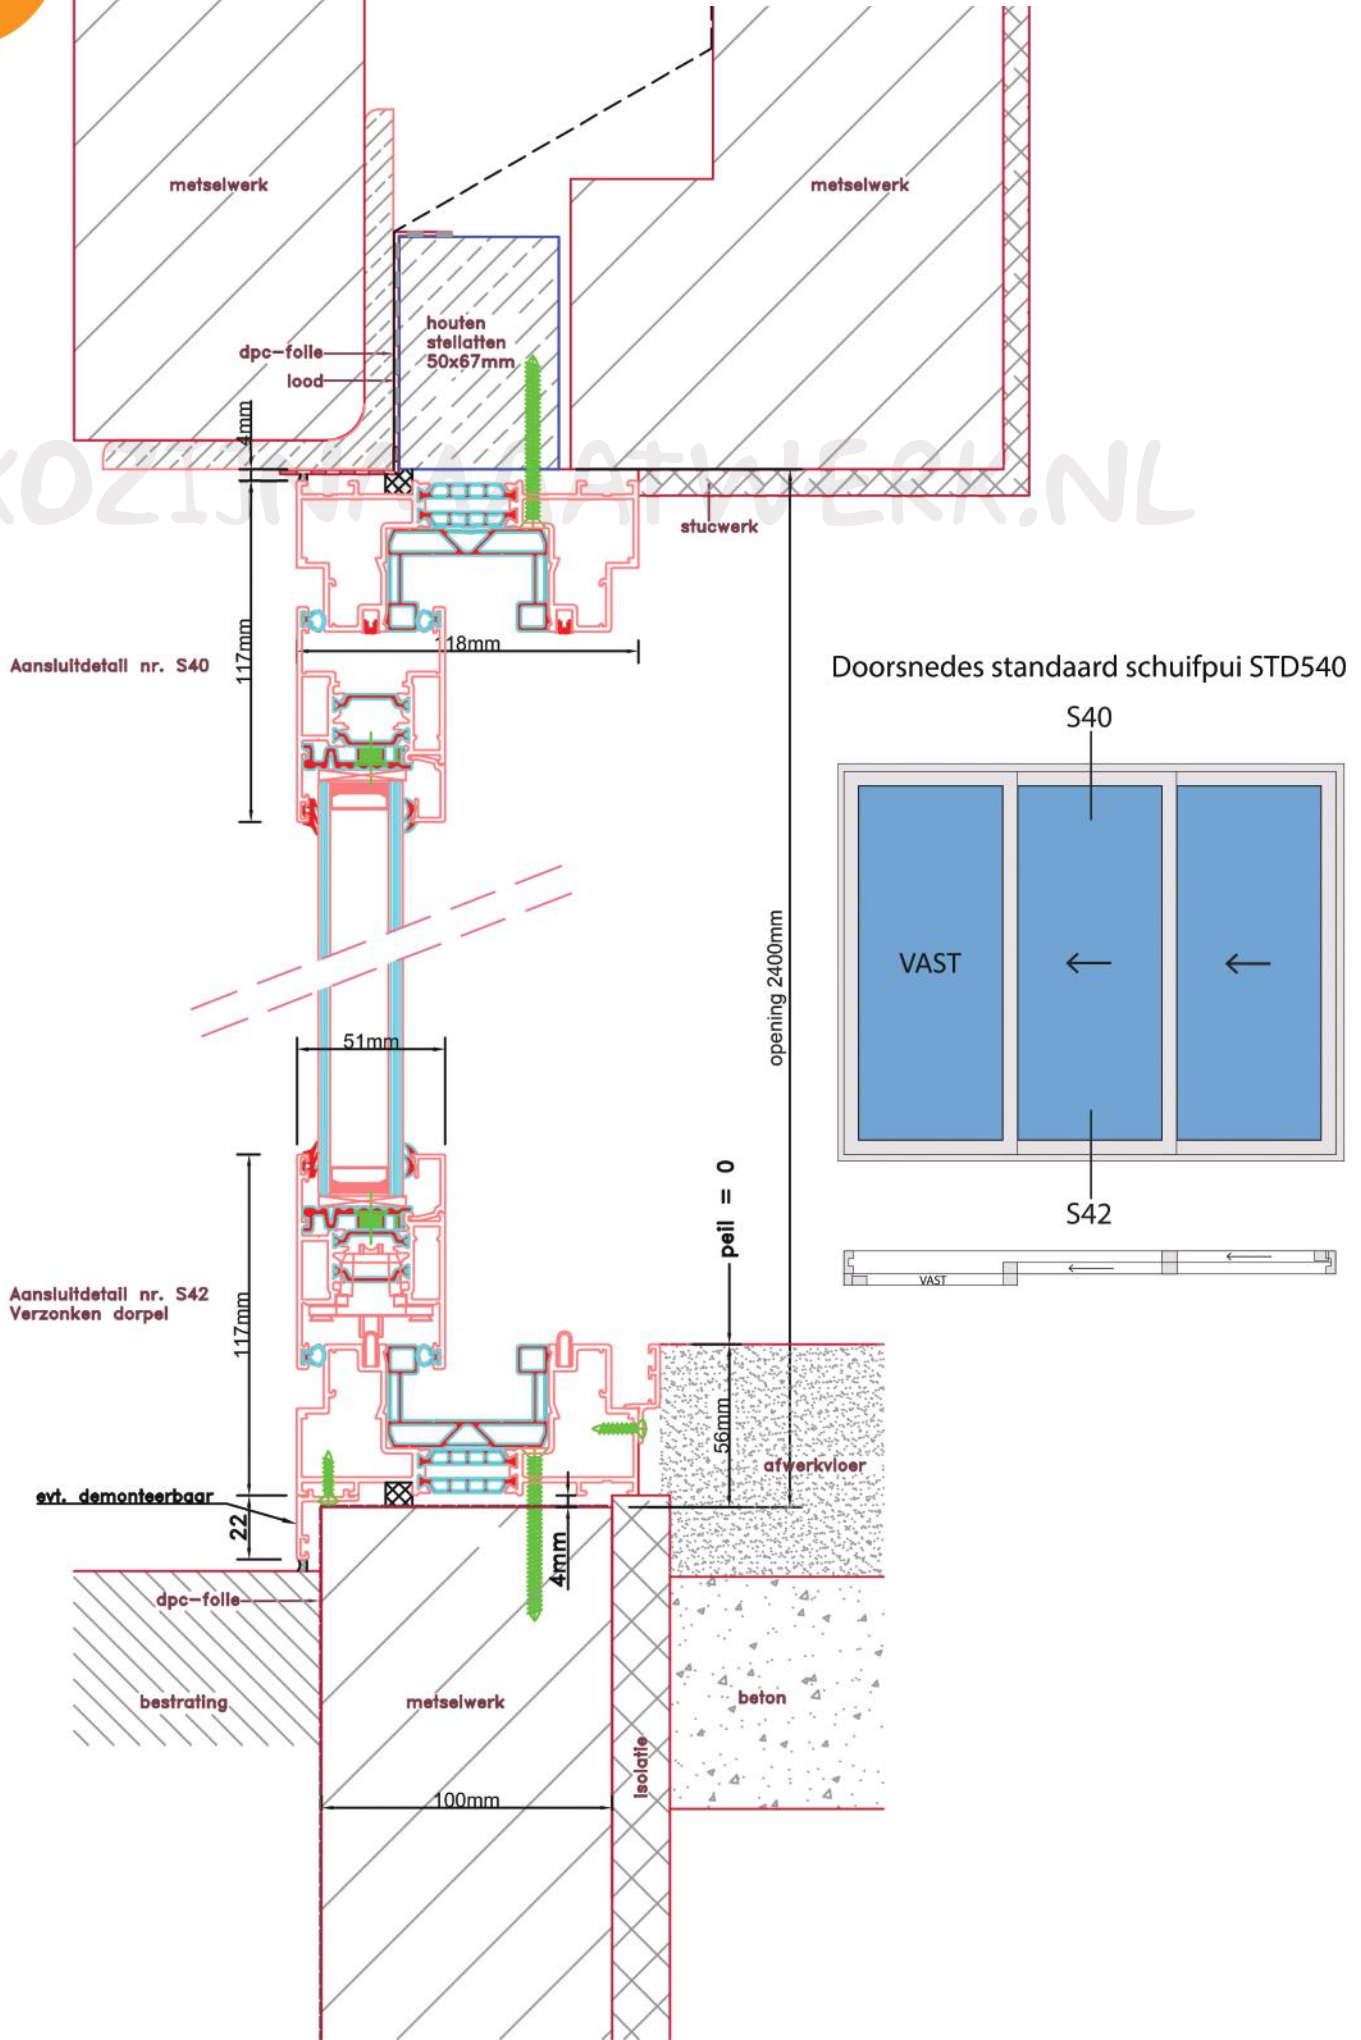 metselwerk
metselwerk
houten
stellatten
50x67mm
dpc-folie
lood
4mm
KOZIJNMAATWERK.NL
stucwerk
117mm
118mm
Aansluitdetail nr. S40
Doorsnedes standaard schuifpui STD540
S40
VAST
opening 2400mm
51mm
peil = 0
S42
VAST
Aansluitdetail nr. S42
Verzonken dorpel
117mm
56mm
afwerkvloer
evt. demonteerbaar
22
4mm
dpc-folie
bestrating
metselwerk
beton
isolatie
100mm